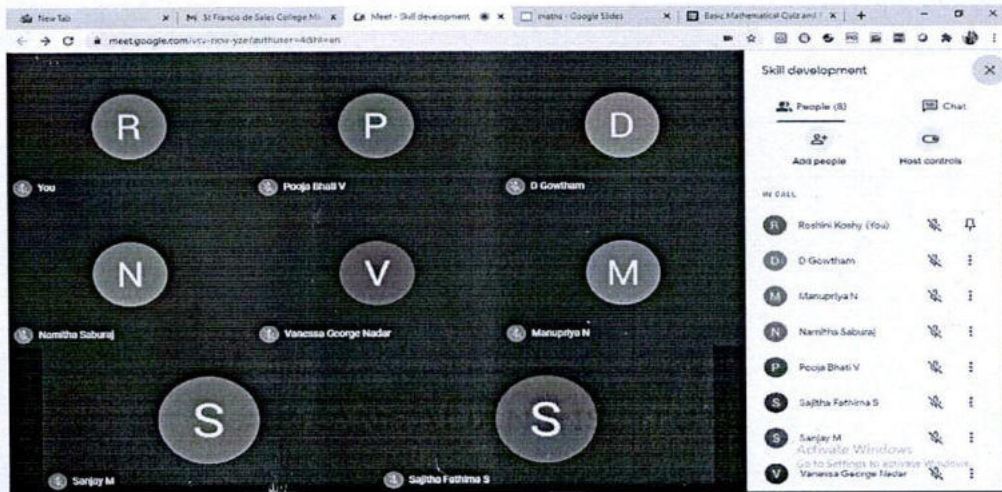 New Tab
St Francis de Sales College Ma
Meet - Skill development
maths - Google Slides
Basic Mathematical Quiz and
meet.google.com/
Skill development
People (8)
Chat
Add people
Host controls
IN CALL
R
You
P
Pooja Bhati V
D
D Gowtham
N
Namitha Saburaj
V
Vanessa George Nadar
M
Manupriya N
S
Sanjay M
S
Sajitha Fathima S
R Roshini Koshy (You)
D D Gowtham
M Manupriya N
N Namitha Saburaj
P Pooja Bhati V
S Sajitha Fathima S
S Sanjay M
Activate Windows
Go to Settings to activate Windows.
V Vanessa George Nadar